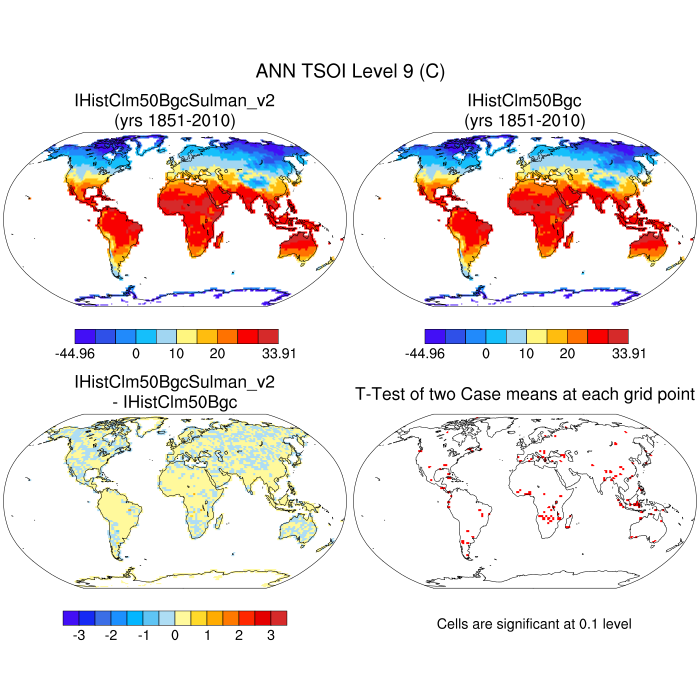 ANN TSOI Level 9 (C)
IHistClm50BgcSulman_v2
(yrs 1851-2010)
IHistClm50Bgc
(yrs 1851-2010)
-44.96 0 10 20 33.91
-44.96 0 10 20 33.91
IHistClm50BgcSulman_v2
- IHistClm50Bgc
T-Test of two Case means at each grid point
-3 -2 -1 0 1 2 3
Cells are significant at 0.1 level